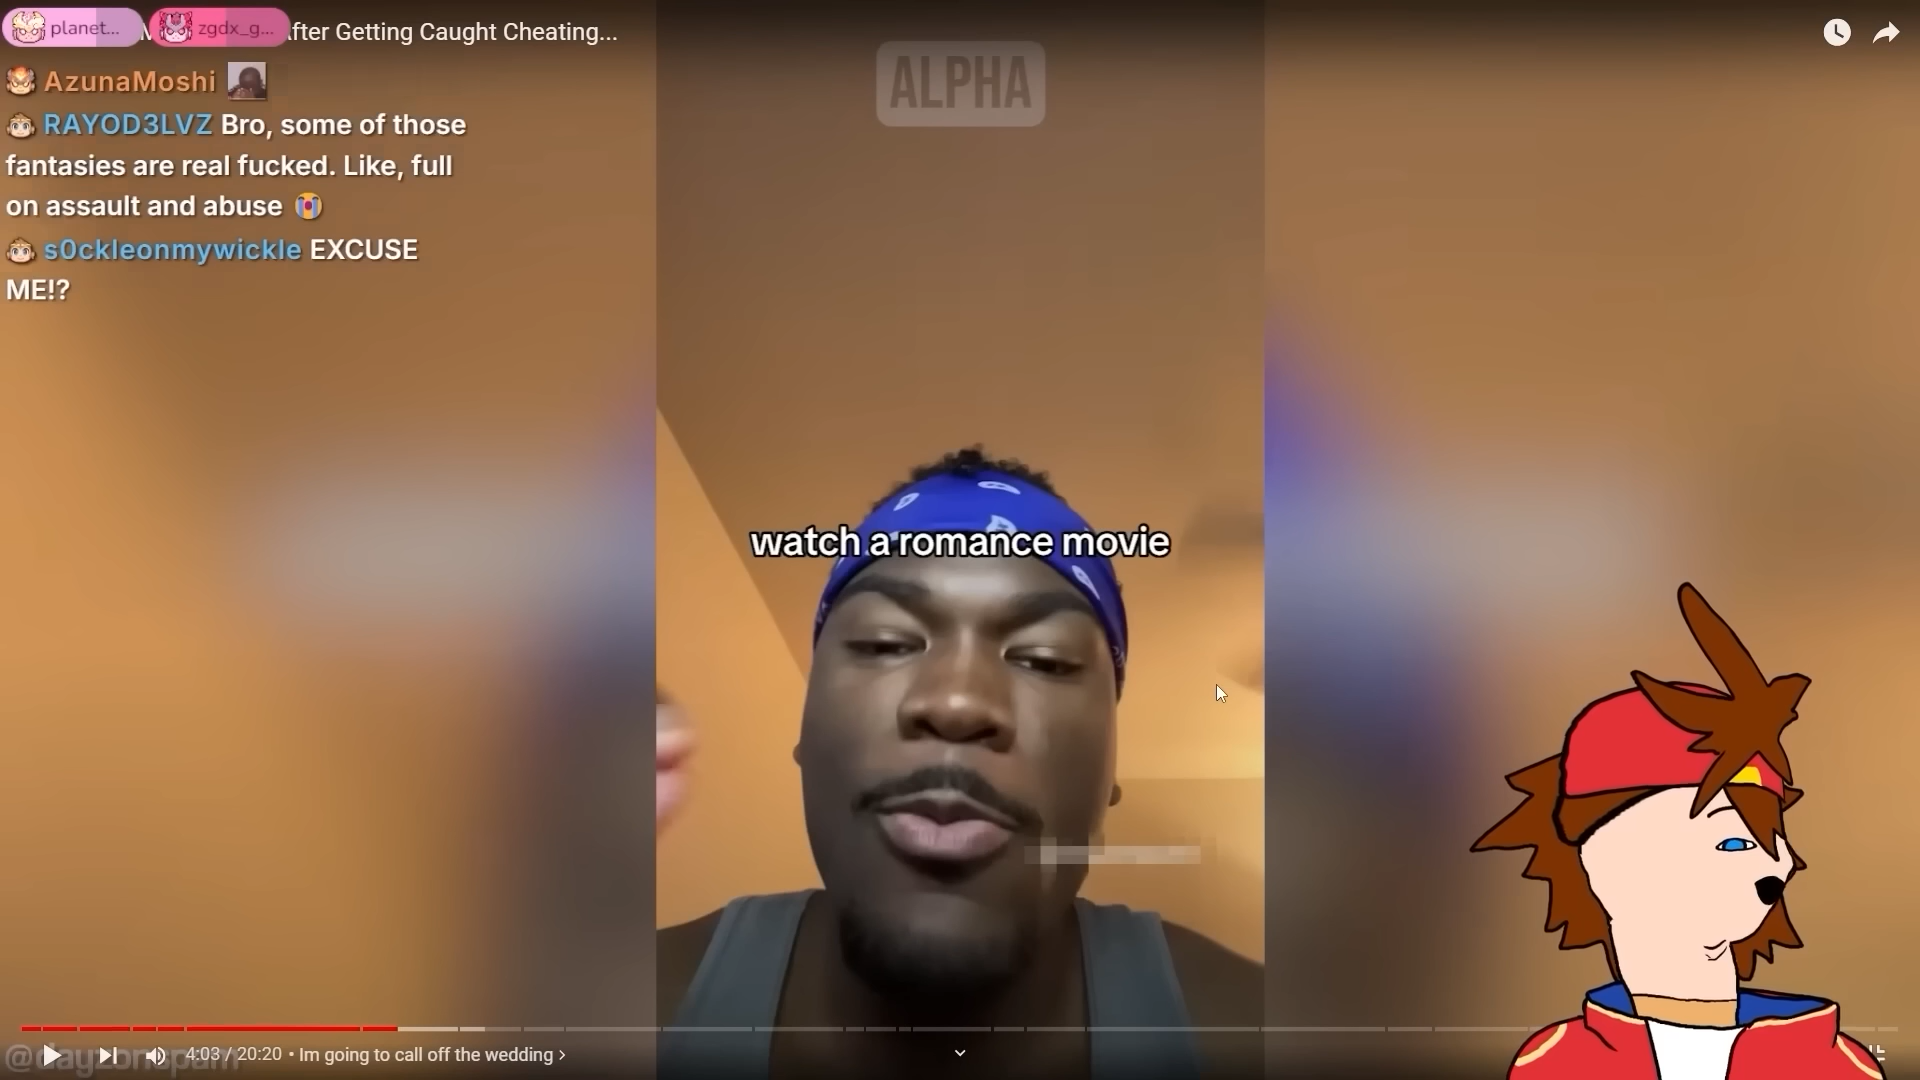 planet...
zgdx_g...
fter Getting Caught Cheating...
AzunaMoshi
RAYOD3LVZ Bro, some of those
fantasies are real fucked. Like, full
on assault and abuse 😭
s0ckleonmywickle EXCUSE
ME!?
ALPHA
watch a romance movie
4:03 / 20:20 • Im going to call off the wedding ›
@dayzonspam